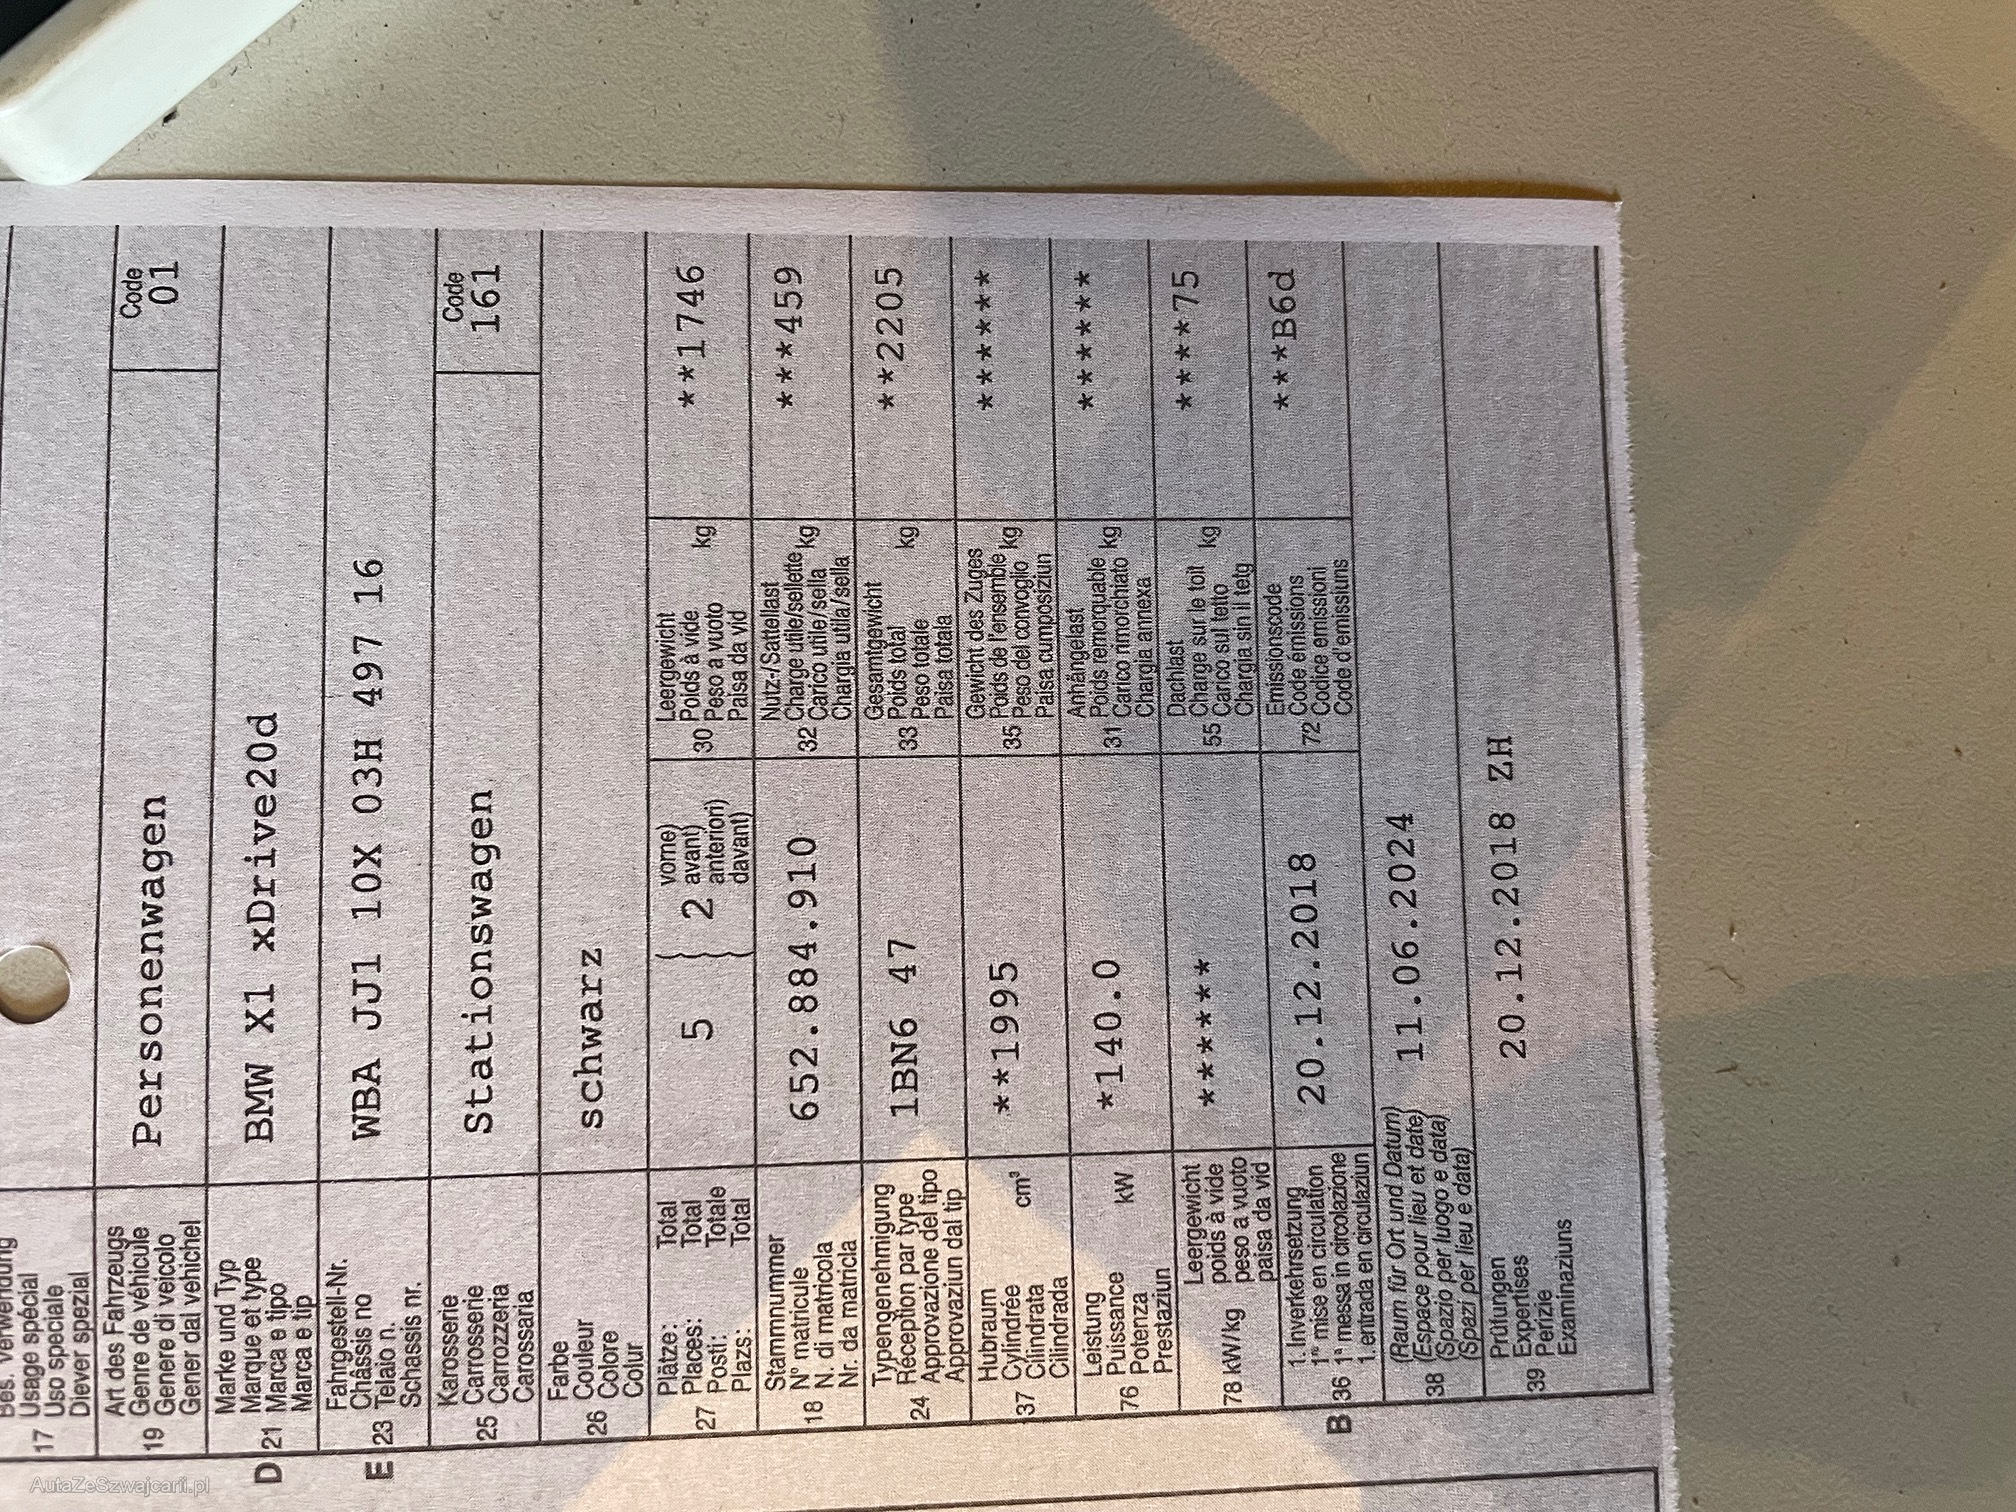 Bes. Verwendung
17 Usage spécial
Uso speciale
Diever spezial
Art des Fahrzeugs
19 Genre de véhicule
Genere di veicolo
Gener dal vehichel
Personenwagen
Code
01
Marke und Typ
D 21 Marque et type
Marca e tipo
Marca e tip
BMW X1 xDrive20d
Fahrgestell-Nr.
E 23 Châssis no
Telaio n.
Schassis nr.
WBA JJ1 10X 03H 497 16
Karosserie
25 Carrosserie
Carrozzeria
Carossaria
Stationswagen
Code
161
Farbe
26 Couleur
Colore
Colur
schwarz
Plätze: Total
27 Places: Total
Posti: Totale
Plazs: Total
5 } 2 vorne)
avant)
anteriori)
davant)
Leergewicht
30 Poids à vide kg
Peso a vuoto
Paisa da vid
**1746
Stammnummer
18 N° matricule
N. di matricola
Nr. da matricla
652.884.910
Nutz-/Sattellast
32 Charge utile/sellette kg
Carico utile/sella
Chargia utila/sella
***459
Typengenehmigung
24 Réception par type
Approvazione del tipo
Approvaziun dal tip
1BN6 47
Gesamtgewicht
33 Poids total kg
Peso totale
Paisa totala
**2205
Hubraum
37 Cylindrée cm³
Cilindrata
Cilindrada
**1995
Gewicht des Zuges
35 Poids de l'ensemble kg
Peso del convoglio
Paisa cumposiziun
*******
Leistung
76 Puissance kW
Potenza
Prestaziun
*140.0
Anhängelast
31 Poids remorquable kg
Carico rimorchiato
Chargia annexa
*******
Leergewicht
78 kW/kg poids à vide
peso a vuoto
paisa da vid
*******
Dachlast
55 Charge sur le toit kg
Carico sul tetto
Chargia sin il tetg
*****75
1. Inverkehrsetzung
B 36 1re mise en circulation
1a messa in circolazione
1. entrada en circulaziun
20.12.2018
Emissionscode
72 Code émissions
Codice emissioni
Code d'emissiuns
***B6d
(Raum für Ort und Datum)
38 (Espace pour lieu et date)
(Spazio per luogo e data)
(Spazi per lieu e data)
11.06.2024
Prüfungen
39 Expertises
Perizie
Examinaziuns
20.12.2018 ZH
AutaZeSzwajcarii.pl